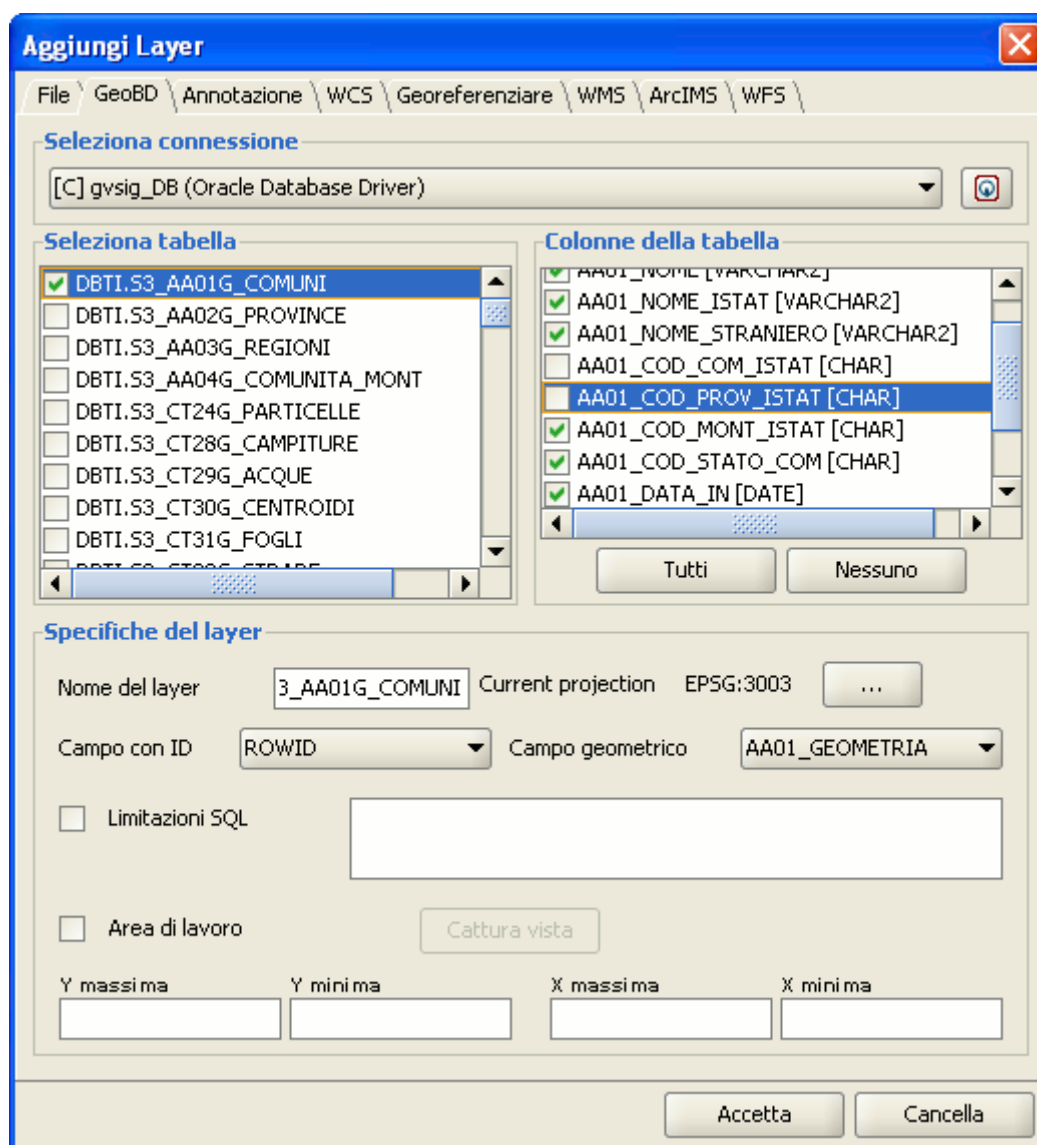 Aggiungi Layer
File GeoBD Annotazione WCS Georeferenziare WMS ArcIMS WFS
Seleziona connessione
[C] gvsig_DB (Oracle Database Driver)
Seleziona tabella
DBTI.S3_AA01G_COMUNI
DBTI.S3_AA02G_PROVINCE
DBTI.S3_AA03G_REGIONI
DBTI.S3_AA04G_COMUNITA_MONT
DBTI.S3_CT24G_PARTICELLE
DBTI.S3_CT28G_CAMPITURE
DBTI.S3_CT29G_ACQUE
DBTI.S3_CT30G_CENTROIDI
DBTI.S3_CT31G_FOGLI
Colonne della tabella
AA01_NOME [VARCHAR2]
AA01_NOME_ISTAT [VARCHAR2]
AA01_NOME_STRANIERO [VARCHAR2]
AA01_COD_COM_ISTAT [CHAR]
AA01_COD_PROV_ISTAT [CHAR]
AA01_COD_MONT_ISTAT [CHAR]
AA01_COD_STATO_COM [CHAR]
AA01_DATA_IN [DATE]
Tutti Nessuno
Specifiche del layer
Nome del layer 3_AA01G_COMUNI Current projection EPSG:3003 ...
Campo con ID ROWID Campo geometrico AA01_GEOMETRIA
Limitazioni SQL
Area di lavoro Cattura vista
Y massima Y minima X massima X minima
Accetta Cancella